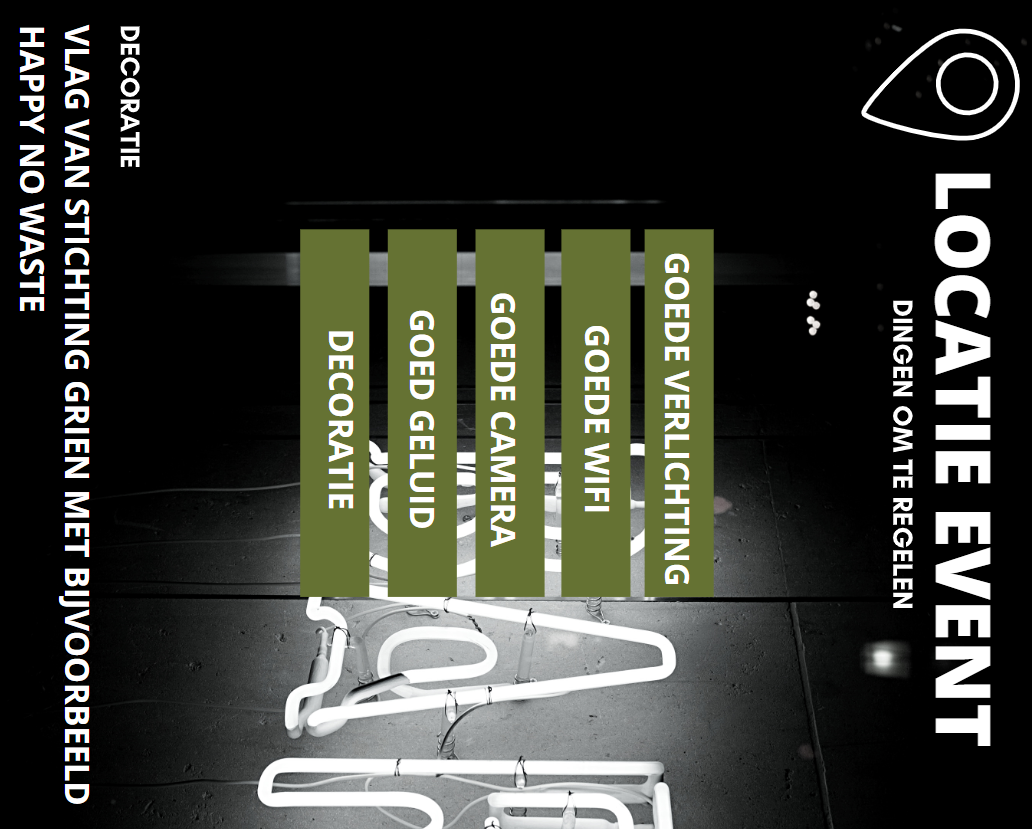 LOCATIE EVENT
DINGEN OM TE REGELEN
GOEDE VERLICHTING
GOEDE WIFI
GOEDE CAMERA
GOED GELUID
DECORATIE
DECORATIE
VLAG VAN STICHTING GRIEN MET BIJVOORBEELD
HAPPY NO WASTE